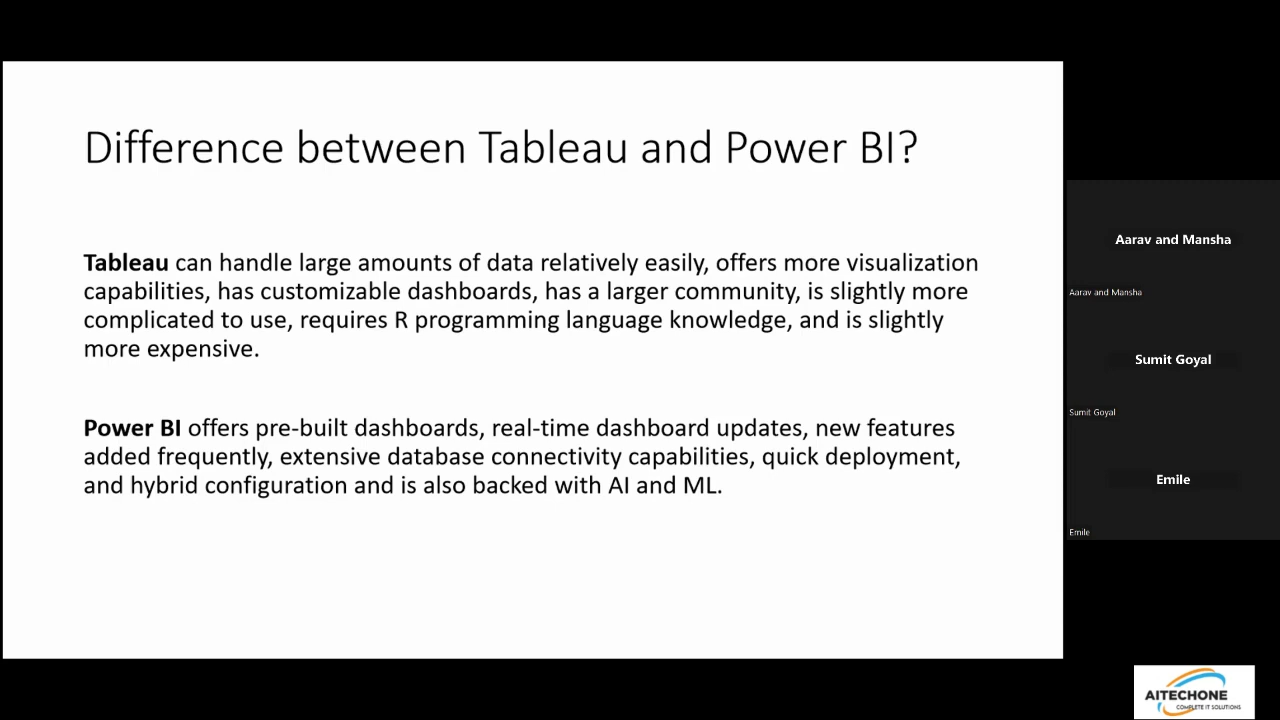 Difference between Tableau and Power BI?
Tableau can handle large amounts of data relatively easily, offers more visualization
capabilities, has customizable dashboards, has a larger community, is slightly more
complicated to use, requires R programming language knowledge, and is slightly
more expensive.
Power BI offers pre-built dashboards, real-time dashboard updates, new features
added frequently, extensive database connectivity capabilities, quick deployment,
and hybrid configuration and is also backed with AI and ML.
Aarav and Mansha
Aarav and Mansha
Sumit Goyal
Sumit Goyal
Emile
Emile
AITECHONE
COMPLETE IT SOLUTIONS